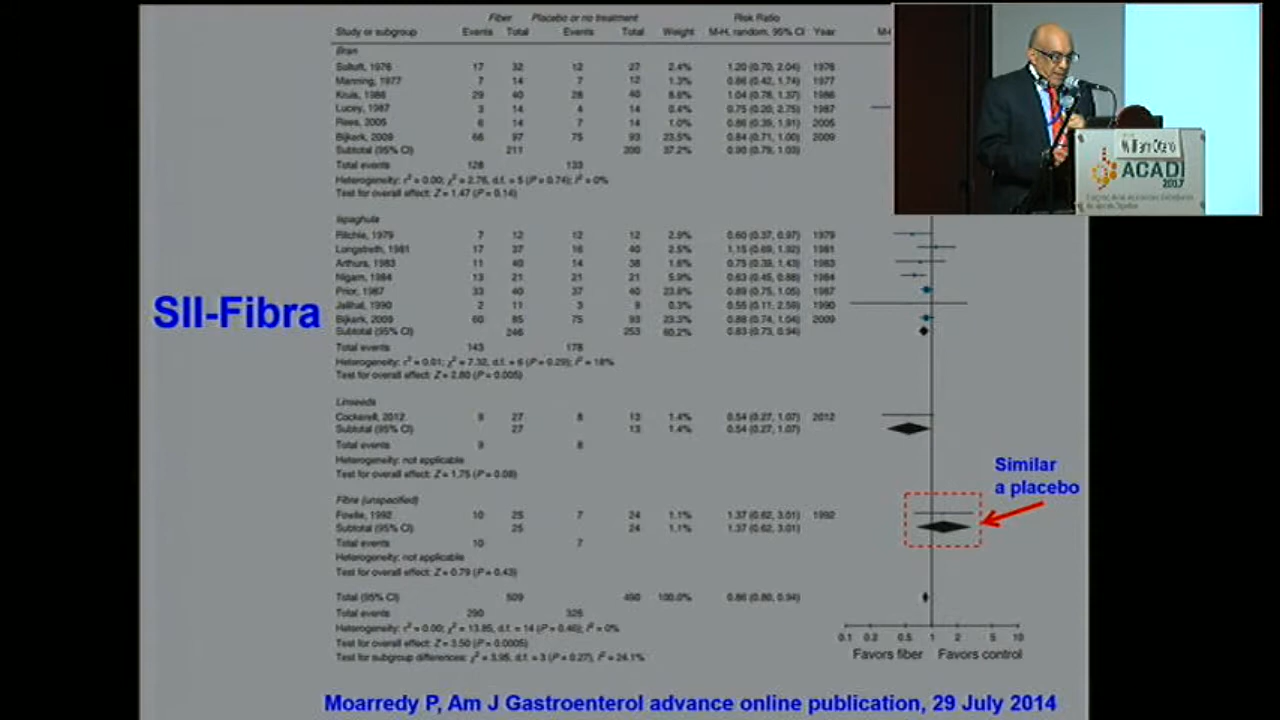 Fiber Placebo or no treatment Risk Ratio
Study or subgroup Events Total Events Total Weight M-H, random, 95% CI Year M-
Bran
Soltoft, 1976 17 32 12 27 2.4% 1.20 (0.70, 2.04) 1976
Manning, 1977 7 14 7 12 1.3% 0.86 (0.42, 1.74) 1977
Kruis, 1986 29 40 28 40 8.6% 1.04 (0.78, 1.37) 1986
Lucey, 1987 3 14 4 14 0.4% 0.75 (0.20, 2.75) 1987
Rees, 2005 6 14 7 14 1.0% 0.86 (0.39, 1.91) 2005
Bijkerk, 2009 66 97 75 93 23.5% 0.84 (0.71, 1.00) 2009
Subtotal (95% CI) 211 200 37.2% 0.90 (0.79, 1.03)
Total events 128 133
Heterogeneity: τ² = 0.00; χ² = 2.76, d.f. = 5 (P = 0.74); I² = 0%
Test for overall effect: Z = 1.47 (P = 0.14)
Ispaghula
Ritchie, 1979 7 12 12 12 2.9% 0.60 (0.37, 0.97) 1979
Longstreth, 1981 17 37 16 40 2.5% 1.15 (0.69, 1.92) 1981
Arthurs, 1983 11 40 14 38 1.6% 0.75 (0.39, 1.43) 1983
Nigam, 1984 13 21 21 21 5.9% 0.63 (0.45, 0.88) 1984
Prior, 1987 33 40 37 40 23.8% 0.89 (0.75, 1.05) 1987
Jalihal, 1990 2 11 3 9 0.3% 0.55 (0.11, 2.59) 1990
Bijkerk, 2009 60 85 75 93 23.3% 0.88 (0.74, 1.04) 2009
Subtotal (95% CI) 246 253 60.2% 0.83 (0.73, 0.94)
Total events 143 178
Heterogeneity: τ² = 0.01; χ² = 7.32, d.f. = 6 (P = 0.29); I² = 18%
Test for overall effect: Z = 2.80 (P = 0.005)
SII-Fibra
Linseeds
Cockerell, 2012 9 27 8 13 1.4% 0.54 (0.27, 1.07) 2012
Subtotal (95% CI) 27 13 1.4% 0.54 (0.27, 1.07)
Total events 9 8
Heterogeneity: not applicable
Test for overall effect: Z = 1.75 (P = 0.08)
Fibre (unspecified)
Fowlie, 1992 10 25 7 24 1.1% 1.37 (0.62, 3.01) 1992
Subtotal (95% CI) 25 24 1.1% 1.37 (0.62, 3.01)
Total events 10 7
Heterogeneity: not applicable
Test for overall effect: Z = 0.79 (P = 0.43)
Similar
a placebo
Total (95% CI) 509 490 100.0% 0.86 (0.80, 0.94)
Total events 290 326
Heterogeneity: τ² = 0.00; χ² = 13.85, d.f. = 14 (P = 0.46); I² = 0%
Test for overall effect: Z = 3.50 (P = 0.0005)
Test for subgroup differences: χ² = 3.95, d.f. = 3 (P = 0.27), I² = 24.1%
0.1 0.2 0.5 1 2 5 10
Favors fiber Favors control
Moarredy P, Am J Gastroenterol advance online publication, 29 July 2014
William Otero
ACADI
2017